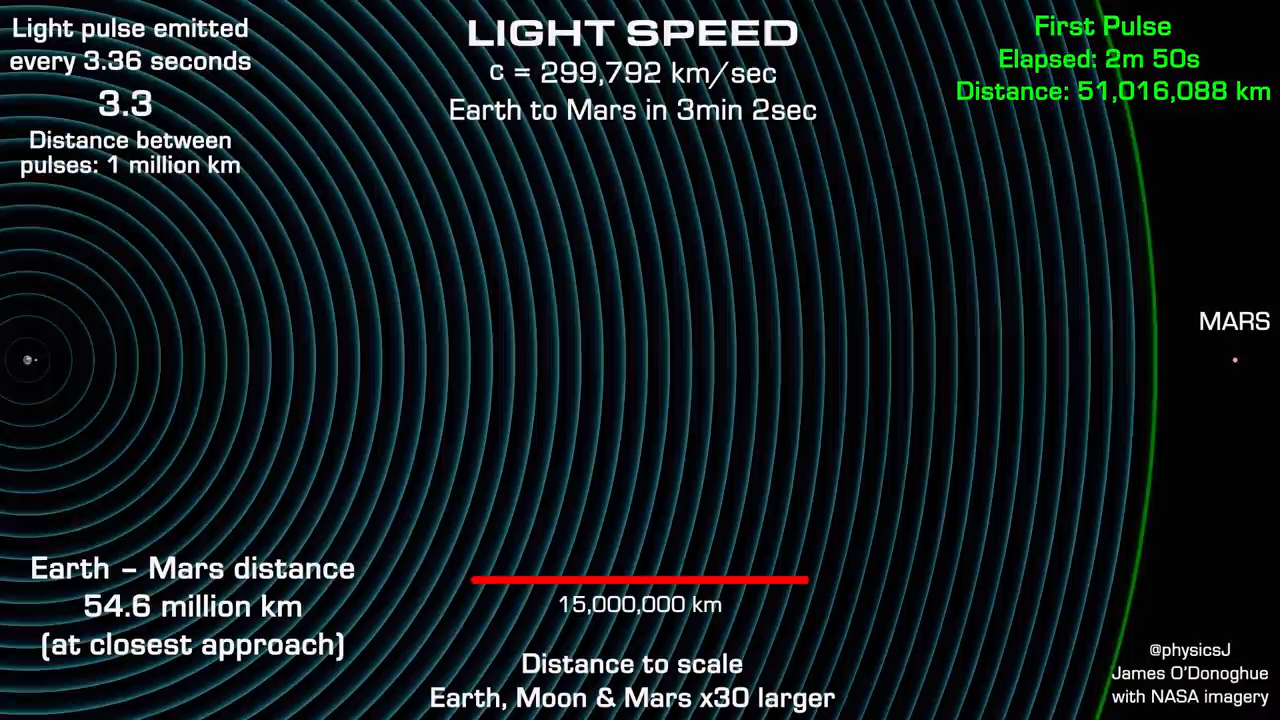 Light pulse emitted
every 3.36 seconds
3.3
Distance between
pulses: 1 million km
LIGHT SPEED
c = 299,792 km/sec
Earth to Mars in 3min 2sec
First Pulse
Elapsed: 2m 50s
Distance: 51,016,088 km
MARS
Earth – Mars distance
54.6 million km
(at closest approach)
15,000,000 km
Distance to scale
Earth, Moon & Mars x30 larger
@physicsJ
James O'Donoghue
with NASA imagery